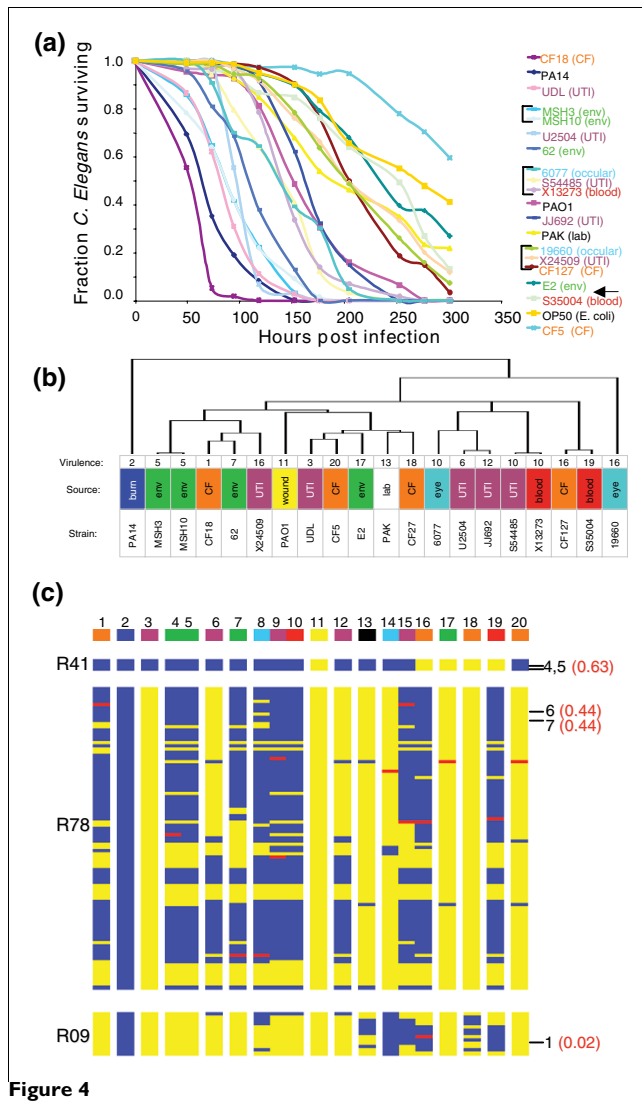 (a)
Fraction C. Elegans surviving
1.0
0.8
0.6
0.4
0.2
0.0
0
50
100
150
200
250
300
350
Hours post infection
CF18 (CF)
PA14
UDL (UTI)
MSH3 (env)
MSH10 (env)
U2504 (UTI)
62 (env)
6077 (occular)
S54485 (UTI)
X13273 (blood)
PAO1
JJ692 (UTI)
PAK (lab)
19660 (occular)
X24509 (UTI)
CF127 (CF)
E2 (env)
S35004 (blood)
OP50 (E. coli)
CF5 (CF)
(b)
Virulence: 2 5 5 1 7 16 11 3 20 17 13 18 10 6 12 10 10 16 19 16
Source: burn env env CF env UTI wound UTI CF env lab CF eye UTI UTI UTI blood CF blood eye
Strain: PA14 MSH3 MSH10 CF18 62 X24509 PAO1 UDL CF5 E2 PAK CF27 6077 U2504 JJ692 S54485 X13273 CF127 S35004 19660
(c)
1 2 3 4 5 6 7 8 9 10 11 12 13 14 15 16 17 18 19 20
R41
4,5 (0.63)
6 (0.44)
7 (0.44)
R78
R09
1 (0.02)
Figure 4